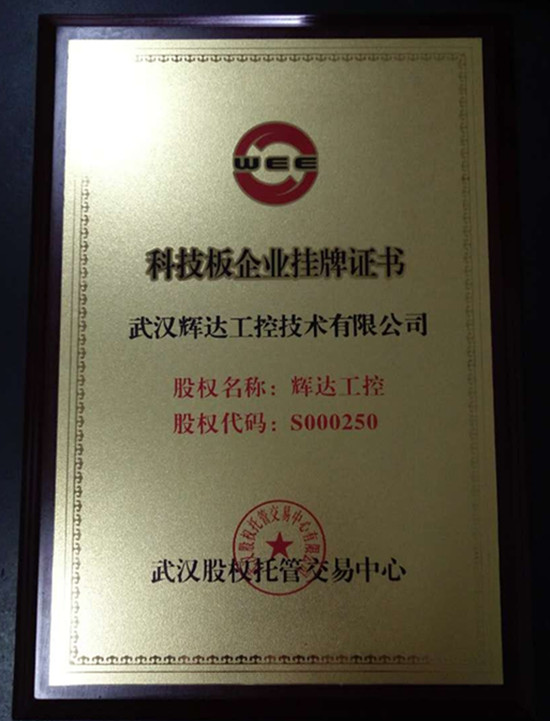 WEE
科技板企业挂牌证书
武汉辉达工控技术有限公司
股权名称：辉达工控
股权代码：S000250
武汉股权托管交易中心